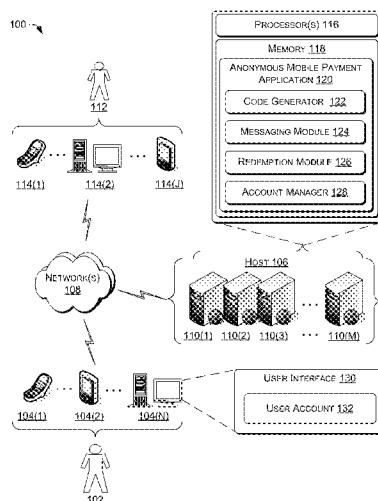 100
PROCESSOR(S) 116
MEMORY 118
ANONYMOUS MOBILE PAYMENT
APPLICATION
120
CODE GENERATOR 122
MESSAGING MODULE 124
REDEMPTION MODULE 126
ACCOUNT MANAGER 128
112
114(1)
114(2)
114(J)
NETWORK(S)
108
HOST 106
110(1)
110(2)
110(3)
110(M)
104(1)
104(2)
104(N)
USER INTERFACE 130
USER ACCOUNT 132
102